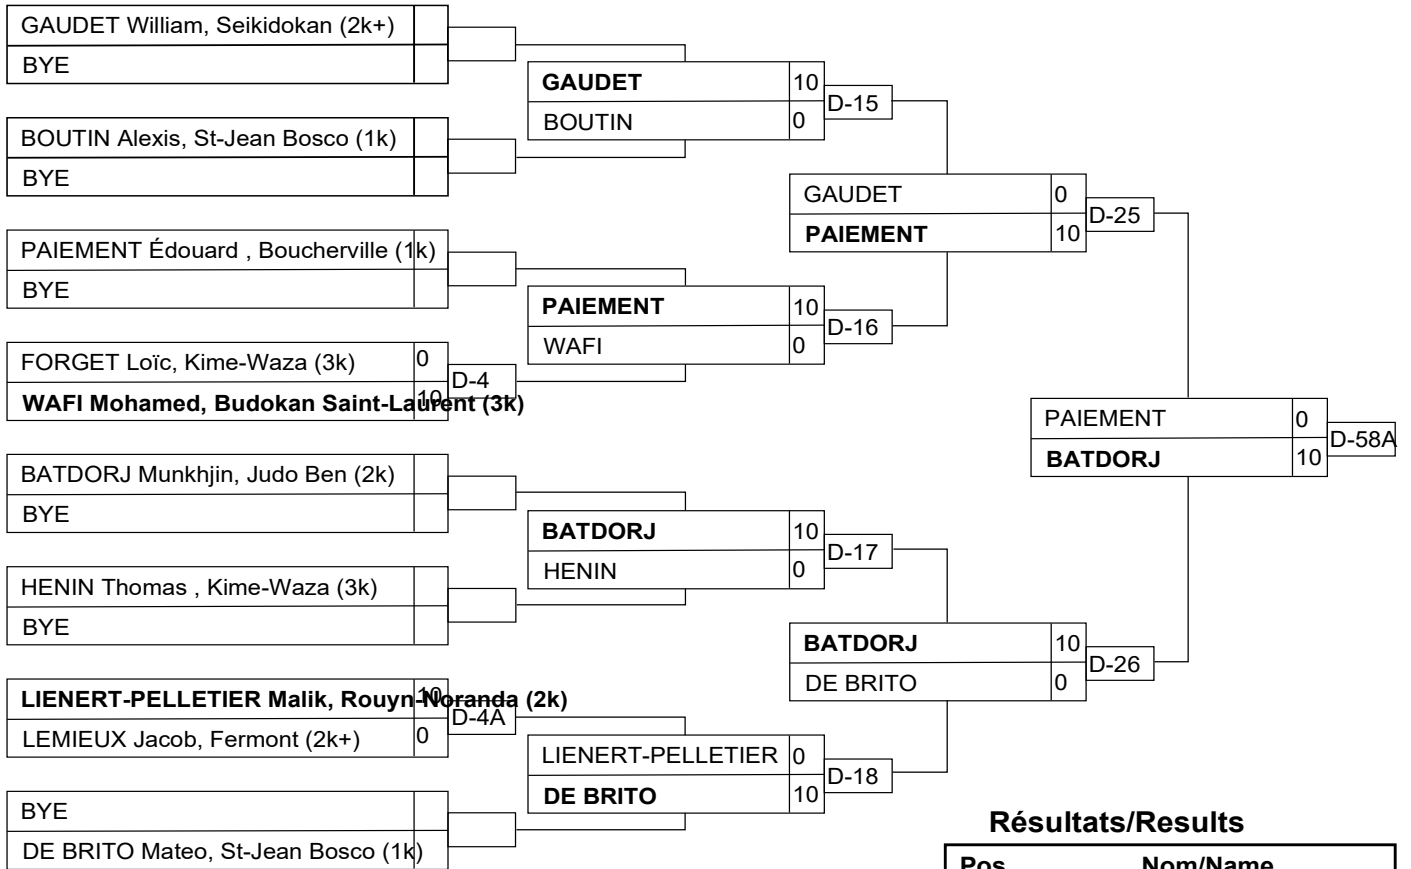 GAUDET William, Seikidokan (2k+)
BYE
GAUDET 10
D-15
BOUTIN 0
BOUTIN Alexis, St-Jean Bosco (1k)
BYE
GAUDET 0
D-25
PAIEMENT 10
PAIEMENT Édouard , Boucherville (1k)
BYE
PAIEMENT 10
D-16
WAFI 0
FORGET Loïc, Kime-Waza (3k) 0
D-4
WAFI Mohamed, Budokan Saint-Laurent (3k) 10
PAIEMENT 0
D-58A
BATDORJ 10
BATDORJ Munkhjin, Judo Ben (2k)
BYE
BATDORJ 10
D-17
HENIN 0
HENIN Thomas , Kime-Waza (3k)
BYE
BATDORJ 10
D-26
DE BRITO 0
LIENERT-PELLETIER Malik, Rouyn-Noranda (2k) 10
D-4A
LEMIEUX Jacob, Fermont (2k+) 0
LIENERT-PELLETIER 0
D-18
DE BRITO 10
BYE
DE BRITO Mateo, St-Jean Bosco (1k)
Résultats/Results
Pos Nom/Name